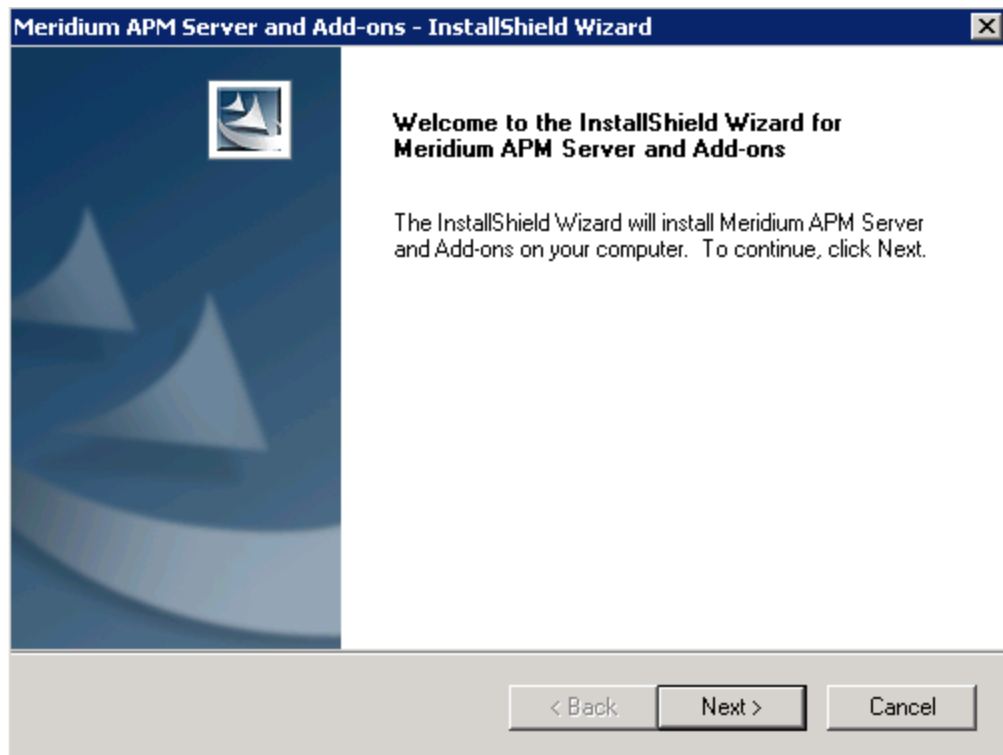 Meridium APM Server and Add-ons - InstallShield Wizard
Welcome to the InstallShield Wizard for
Meridium APM Server and Add-ons
The InstallShield Wizard will install Meridium APM Server
and Add-ons on your computer.  To continue, click Next.
< Back
Next >
Cancel